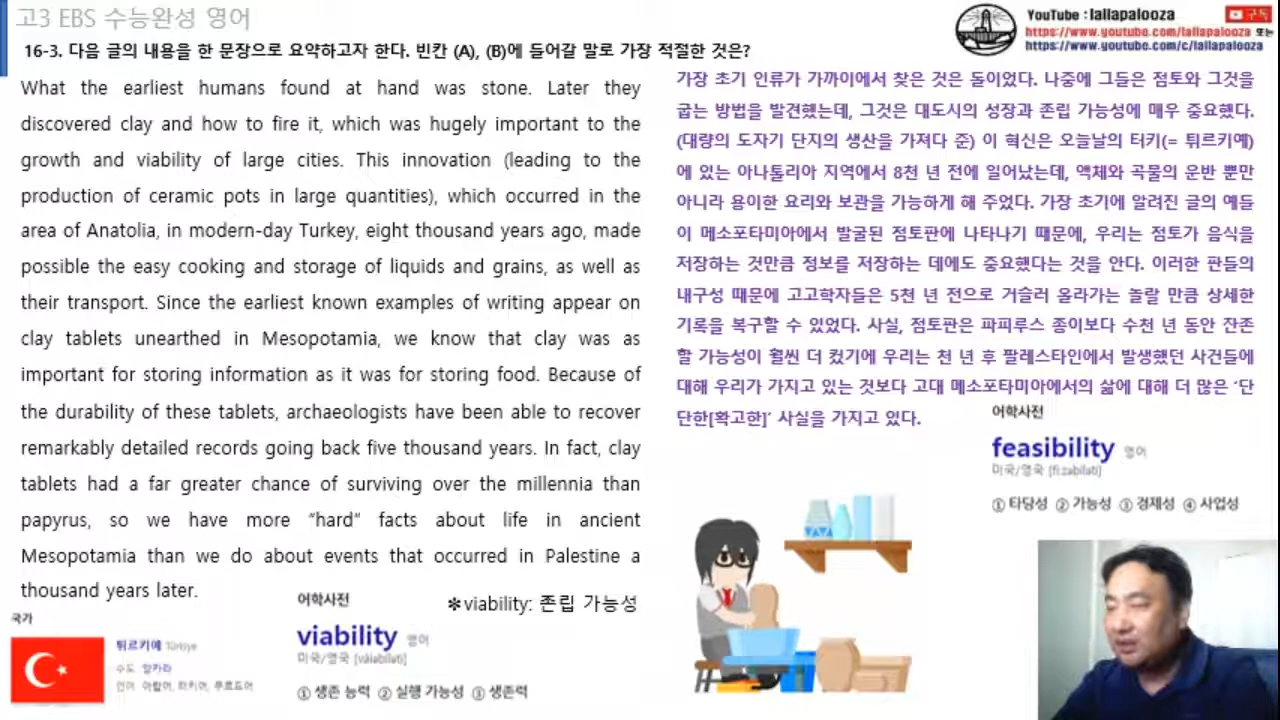 고3 EBS 수능완성 영어
YouTube : lallapalooza
구독
https://www.youtube.com/lallapalooza 또는
https://www.youtube.com/c/lallapalooza
16-3. 다음 글의 내용을 한 문장으로 요약하고자 한다. 빈칸 (A), (B)에 들어갈 말로 가장 적절한 것은?
What the earliest humans found at hand was stone. Later they
discovered clay and how to fire it, which was hugely important to the
growth and viability of large cities. This innovation (leading to the
production of ceramic pots in large quantities), which occurred in the
area of Anatolia, in modern-day Turkey, eight thousand years ago, made
possible the easy cooking and storage of liquids and grains, as well as
their transport. Since the earliest known examples of writing appear on
clay tablets unearthed in Mesopotamia, we know that clay was as
important for storing information as it was for storing food. Because of
the durability of these tablets, archaeologists have been able to recover
remarkably detailed records going back five thousand years. In fact, clay
tablets had a far greater chance of surviving over the millennia than
papyrus, so we have more “hard” facts about life in ancient
Mesopotamia than we do about events that occurred in Palestine a
thousand years later.
✻viability: 존립 가능성
가장 초기 인류가 가까이에서 찾은 것은 돌이었다. 나중에 그들은 점토와 그것을
굽는 방법을 발견했는데, 그것은 대도시의 성장과 존립 가능성에 매우 중요했다.
(대량의 도자기 단지의 생산을 가져다 준) 이 혁신은 오늘날의 터키(= 튀르키예)
에 있는 아나톨리아 지역에서 8천 년 전에 일어났는데, 액체와 곡물의 운반 뿐만
아니라 용이한 요리와 보관을 가능하게 해 주었다. 가장 초기에 알려진 글의 예들
이 메소포타미아에서 발굴된 점토판에 나타나기 때문에, 우리는 점토가 음식을
저장하는 것만큼 정보를 저장하는 데에도 중요했다는 것을 안다. 이러한 판들의
내구성 때문에 고고학자들은 5천 년 전으로 거슬러 올라가는 놀랄 만큼 상세한
기록을 복구할 수 있었다. 사실, 점토판은 파피루스 종이보다 수천 년 동안 잔존
할 가능성이 훨씬 더 컸기에 우리는 천 년 후 팔레스타인에서 발생했던 사건들에
대해 우리가 가지고 있는 것보다 고대 메소포타미아에서의 삶에 대해 더 많은 ‘단
단한[확고한]’ 사실을 가지고 있다.
어학사전
feasibility 영어
미국/영국 [fi:zəbíləti]
① 타당성 ② 가능성 ③ 경제성 ④ 사업성
국가
튀르키예 Türkiye
수도 앙카라
언어 아랍어, 터키어, 쿠르드어
어학사전
viability 영어
미국/영국 [vàiəbíləti]
① 생존 능력 ② 실행 가능성 ③ 생존력